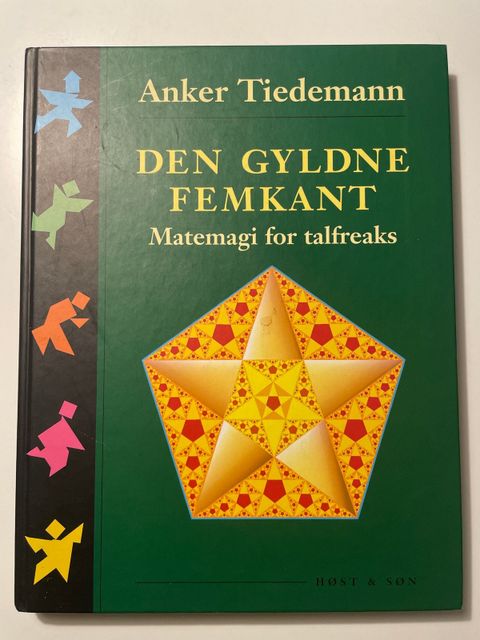 Anker Tiedemann
DEN GYLDNE
FEMKANT
Matemagi for talfreaks
HØST & SØN